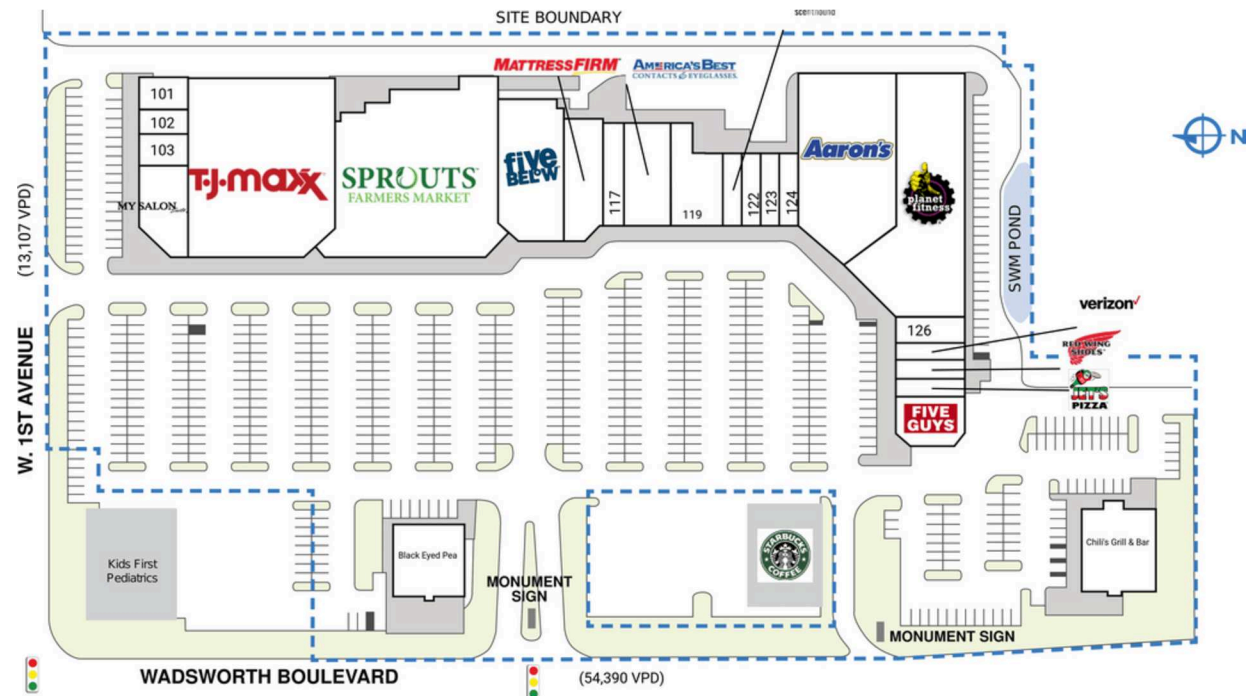 SITE BOUNDARY
scenthound
MATTRESSFIRM
AMERICA'S BEST
CONTACTS & EYEGLASSES
N
101
102
103
MY SALON
T·J·maxx
SPROUTS
FARMERS MARKET
five
BELOW
117
119
122
123
124
Aaron's
planet
fitness
SWM POND
(13,107 VPD)
W. 1ST AVENUE
verizon
126
RED WING
SHOES
JET'S
PIZZA
FIVE
GUYS
Kids First
Pediatrics
Black Eyed Pea
MONUMENT
SIGN
STARBUCKS
COFFEE
Chili's Grill & Bar
MONUMENT SIGN
WADSWORTH BOULEVARD
(54,390 VPD)